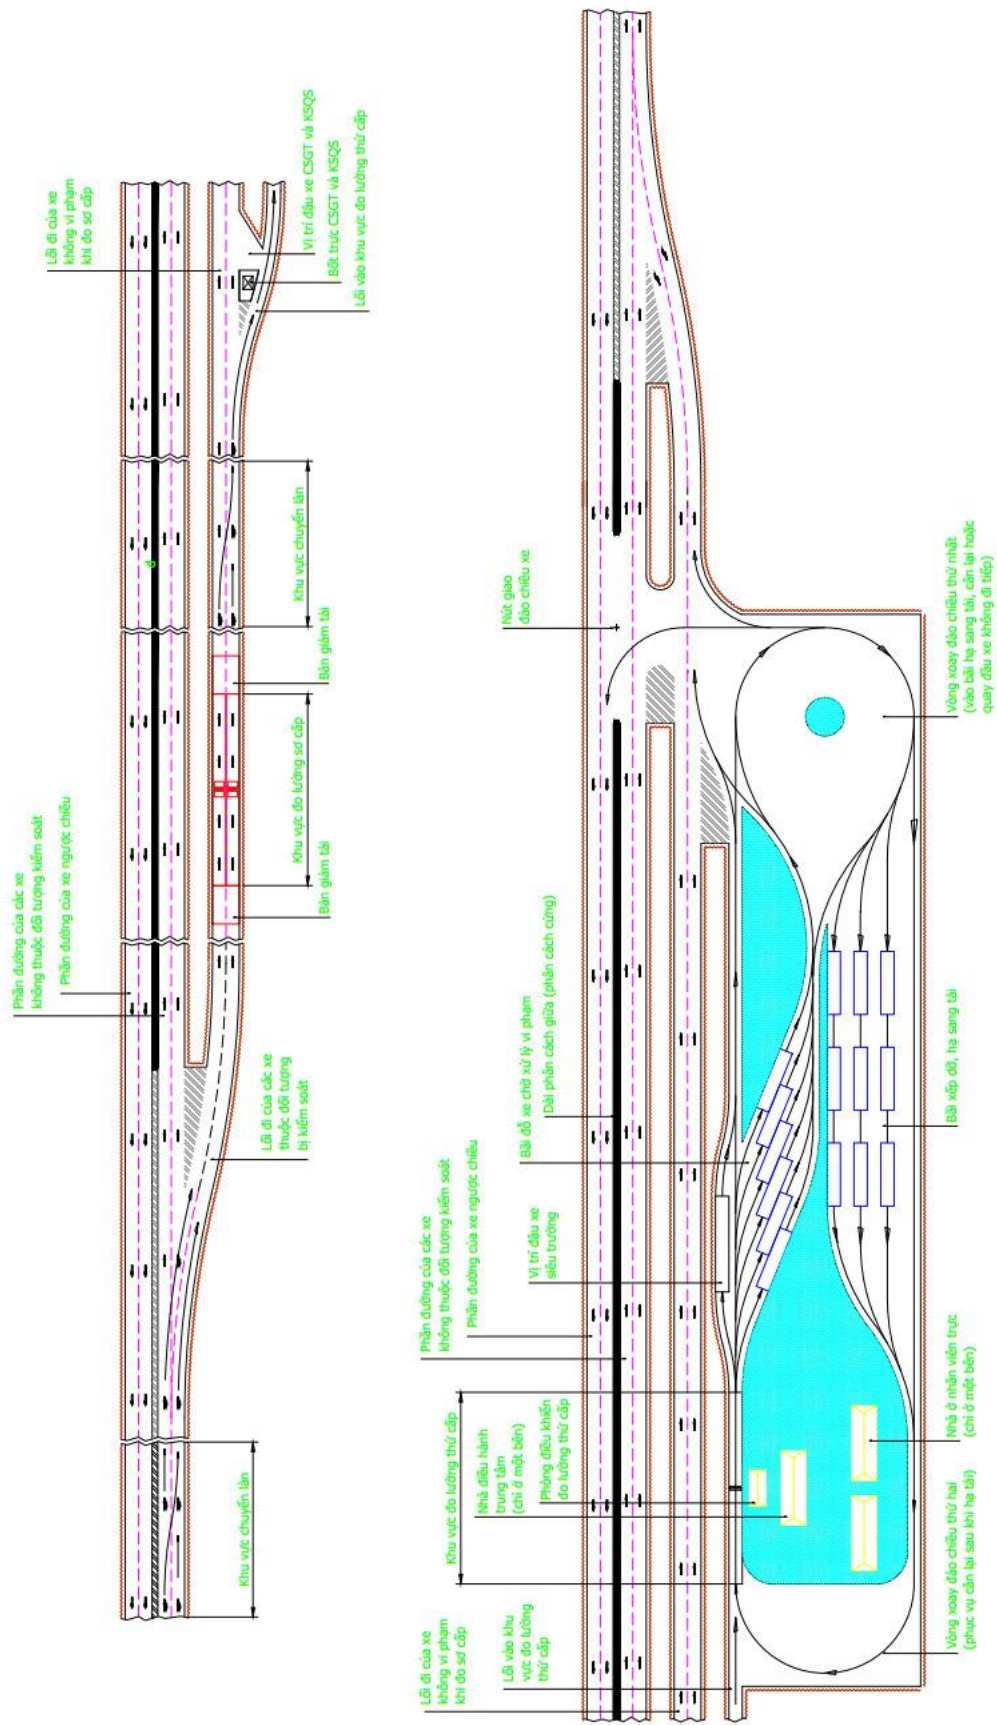 Lối đi của xe
không vi phạm
khi đo sơ cấp
Vị trí đậu xe CSGT và KSQS
Bốt trực CSGT và KSQS
Lối vào khu vực đo lường thứ cấp
Khu vực chuyển làn
Bản giảm tải
Khu vực đo lường sơ cấp
Bản giảm tải
Phần đường của các xe
không thuộc đối tượng kiểm soát
Phần đường của xe ngược chiều
Lối đi của các xe
thuộc đối tượng
bị kiểm soát
Khu vực chuyển làn
d
Nút giao
đảo chiều xe
Vòng xoay đảo chiều thứ nhất
(vào bãi hạ sang tải, cân lại hoặc
quay đầu xe không đi tiếp)
Dải phân cách giữa (phân cách cứng)
Bãi đỗ xe chờ xử lý vi phạm
Vị trí đậu xe
siêu trường
Phần đường của xe ngược chiều
Phần đường của các xe
không thuộc đối tượng kiểm soát
Bãi xếp dỡ, hạ sang tải
Khu vực đo lường thứ cấp
Nhà điều hành
trung tâm
(chỉ ở một bên)
Phòng điều khiển
đo lường thứ cấp
Nhà ở nhân viên trực
(chỉ ở một bên)
Lối đi của xe
không vi phạm
khi đo sơ cấp
Lối vào khu
vực đo lường
thứ cấp
Vòng xoay đảo chiều thứ hai
(phục vụ cân lại sau khi hạ tải)